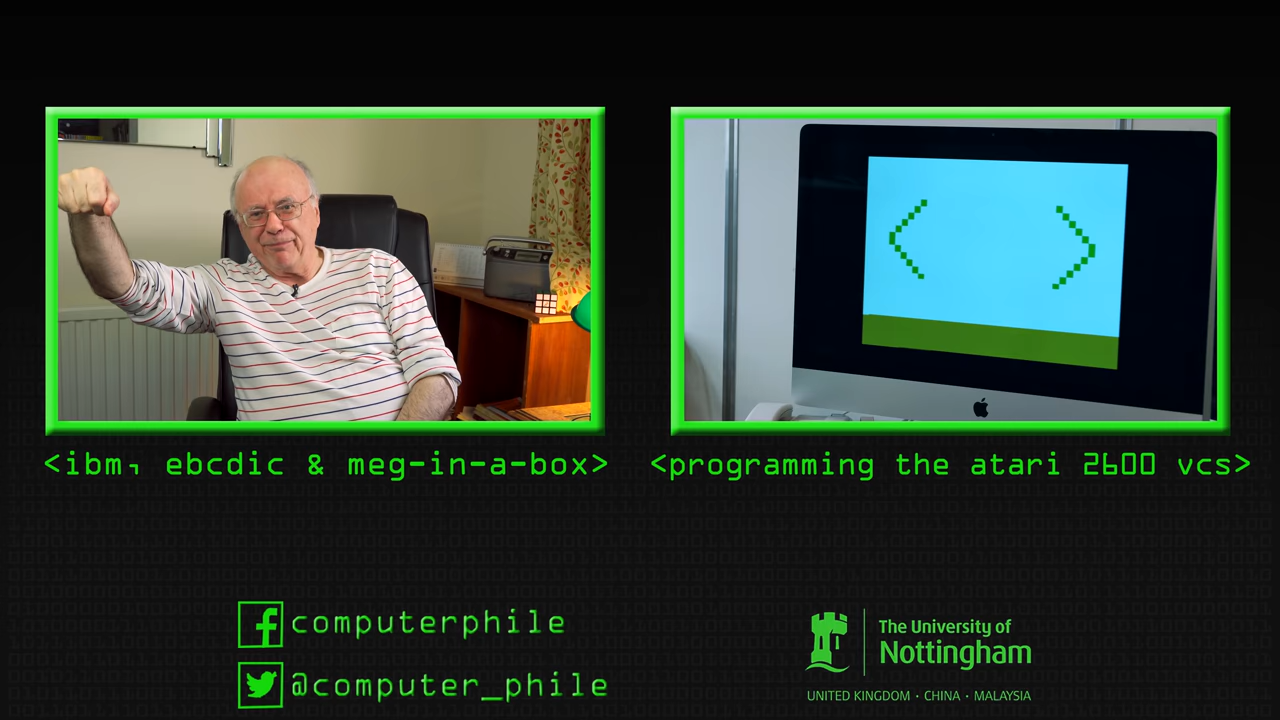 <ibm, ebcdic & meg-in-a-box>
<programming the atari 2600 vcs>
computerphile
@computer_phile
The University of
Nottingham
UNITED KINGDOM · CHINA · MALAYSIA